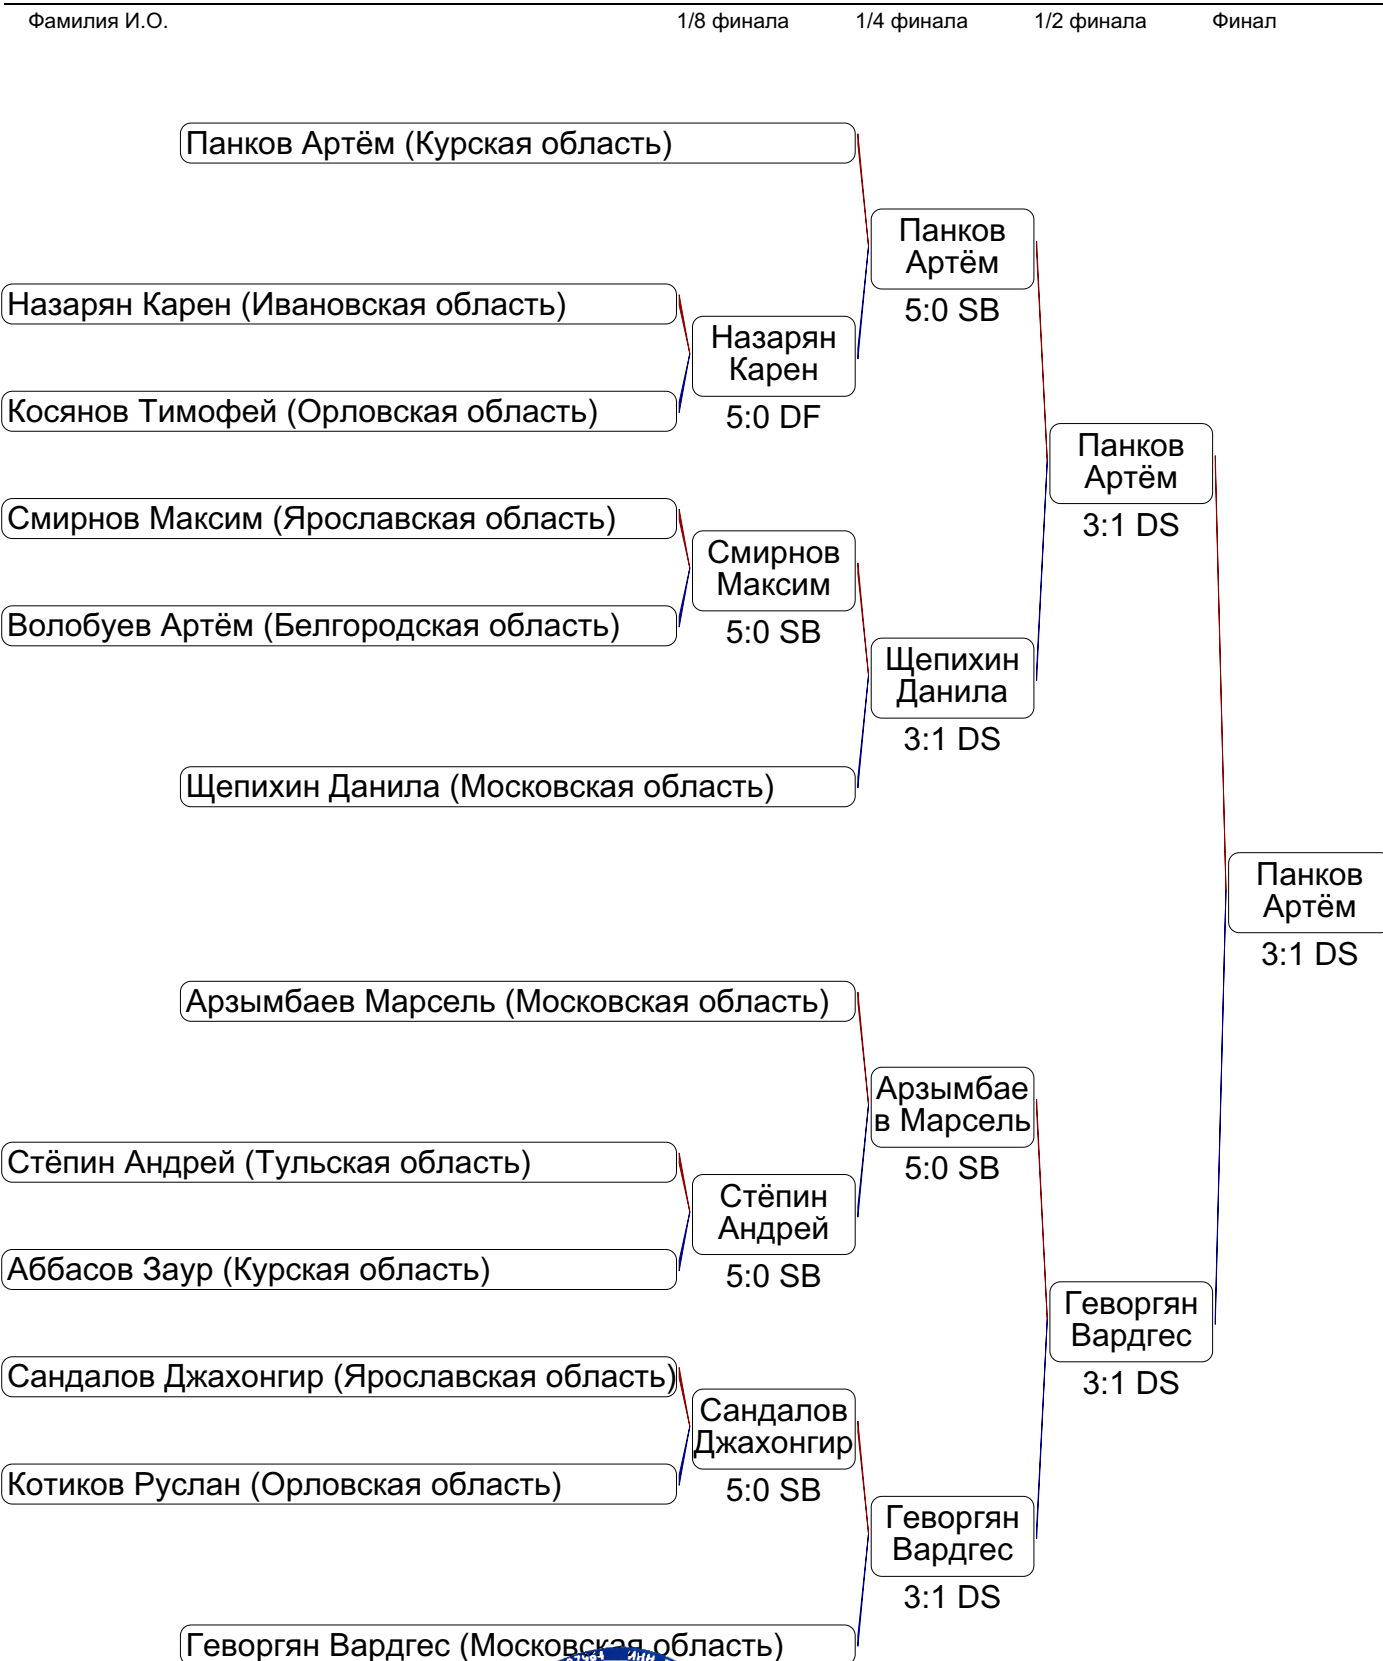 Фамилия И.О. 1/8 финала 1/4 финала 1/2 финала Финал
Панков Артём (Курская область)
Панков
Артём
5:0 SB
Назарян Карен (Ивановская область)
Назарян
Карен
5:0 DF
Косянов Тимофей (Орловская область)
Панков
Артём
3:1 DS
Смирнов Максим (Ярославская область)
Смирнов
Максим
5:0 SB
Волобуев Артём (Белгородская область)
Щепихин
Данила
3:1 DS
Щепихин Данила (Московская область)
Панков
Артём
3:1 DS
Арзымбаев Марсель (Московская область)
Арзымбае
в Марсель
5:0 SB
Стёпин Андрей (Тульская область)
Стёпин
Андрей
5:0 SB
Аббасов Заур (Курская область)
Геворгян
Вардгес
3:1 DS
Сандалов Джахонгир (Ярославская область)
Сандалов
Джахонгир
5:0 SB
Котиков Руслан (Орловская область)
Геворгян
Вардгес
3:1 DS
Геворгян Вардгес (Московская область)